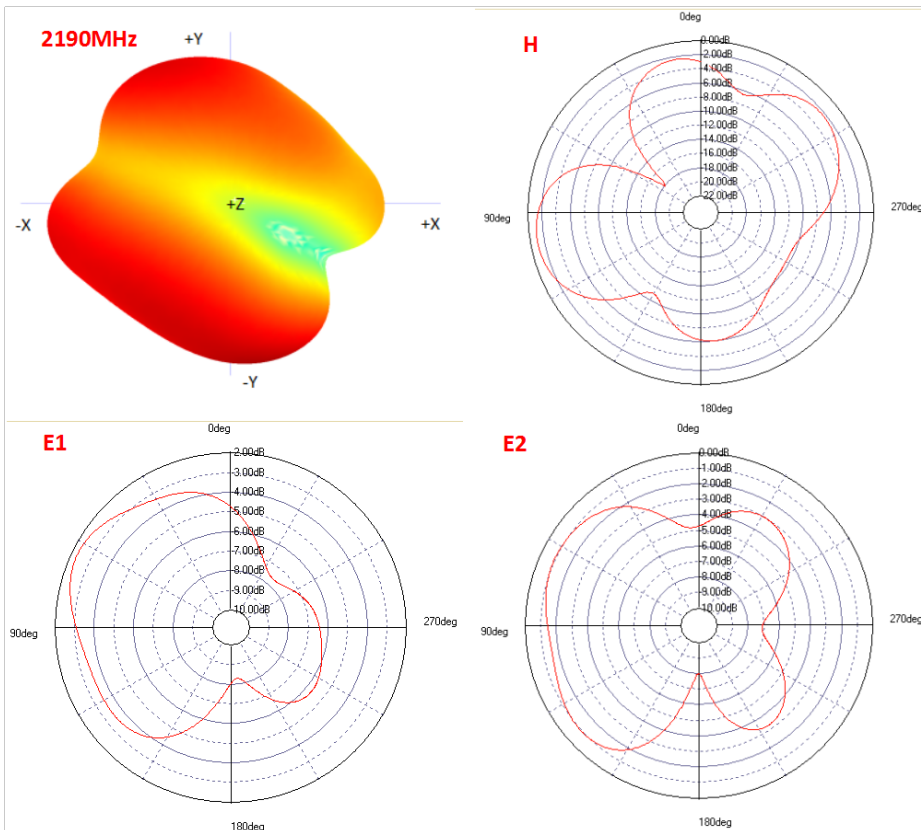 2190MHz
+Y
+Z
-X
+X
-Y
H
0deg
0.00dB
2.00dB
4.00dB
6.00dB
8.00dB
10.00dB
12.00dB
14.00dB
16.00dB
18.00dB
20.00dB
22.00dB
90deg
270deg
180deg
E1
0deg
2.00dB
3.00dB
4.00dB
5.00dB
6.00dB
7.00dB
8.00dB
9.00dB
10.00dB
90deg
270deg
180deg
E2
0deg
0.00dB
1.00dB
2.00dB
3.00dB
4.00dB
5.00dB
6.00dB
7.00dB
8.00dB
9.00dB
10.00dB
90deg
270deg
180deg